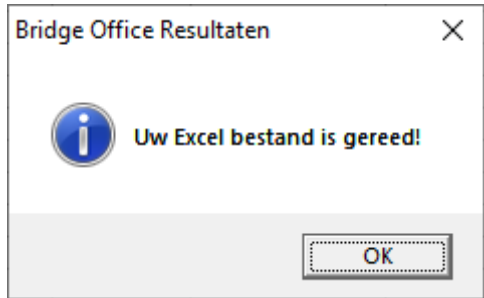 Bridge Office Resultaten
Uw Excel bestand is gereed!
OK